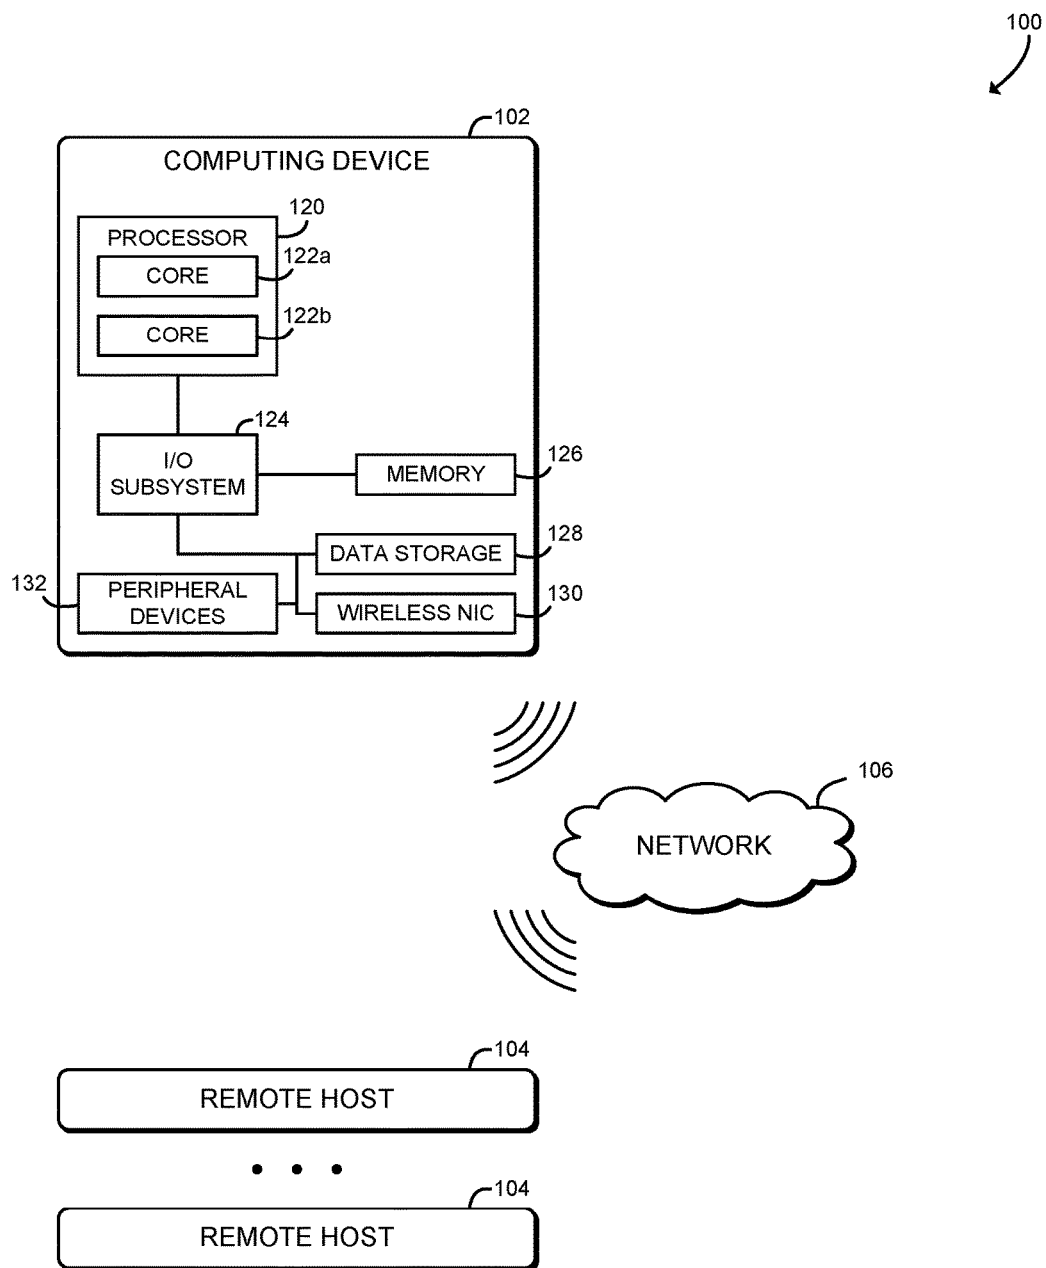 100
102
COMPUTING DEVICE
120
PROCESSOR
122a
CORE
122b
CORE
124
I/O
SUBSYSTEM
126
MEMORY
128
DATA STORAGE
132
PERIPHERAL
DEVICES
130
WIRELESS NIC
106
NETWORK
104
REMOTE HOST
104
REMOTE HOST